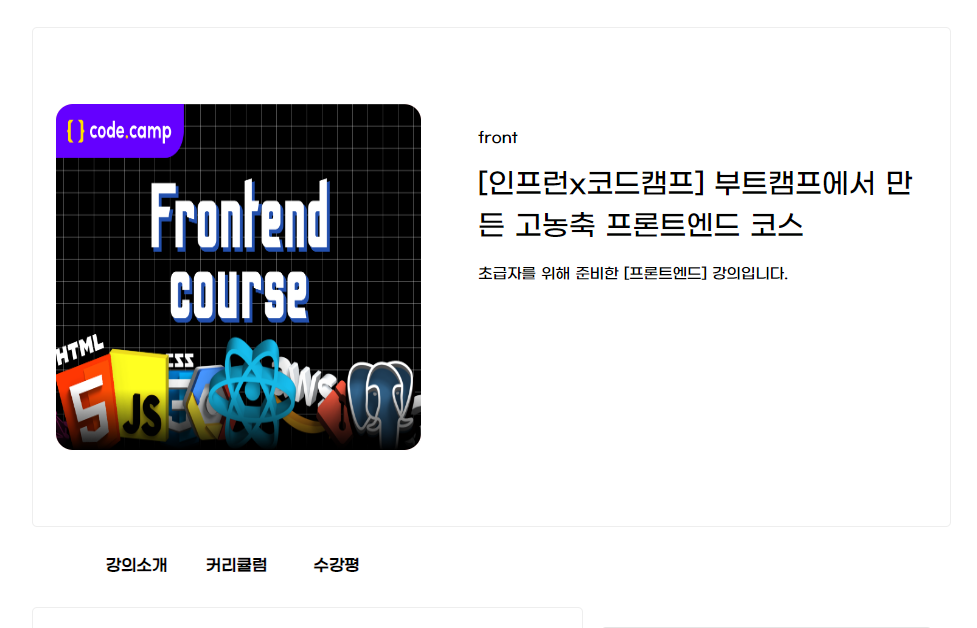 { } code.camp
Frontend
course
HTML
CSS
JS
5
front
[인프런x코드캠프] 부트캠프에서 만
든 고농축 프론트엔드 코스
초급자를 위해 준비한 [프론트엔드] 강의입니다.
강의소개 커리큘럼 수강평